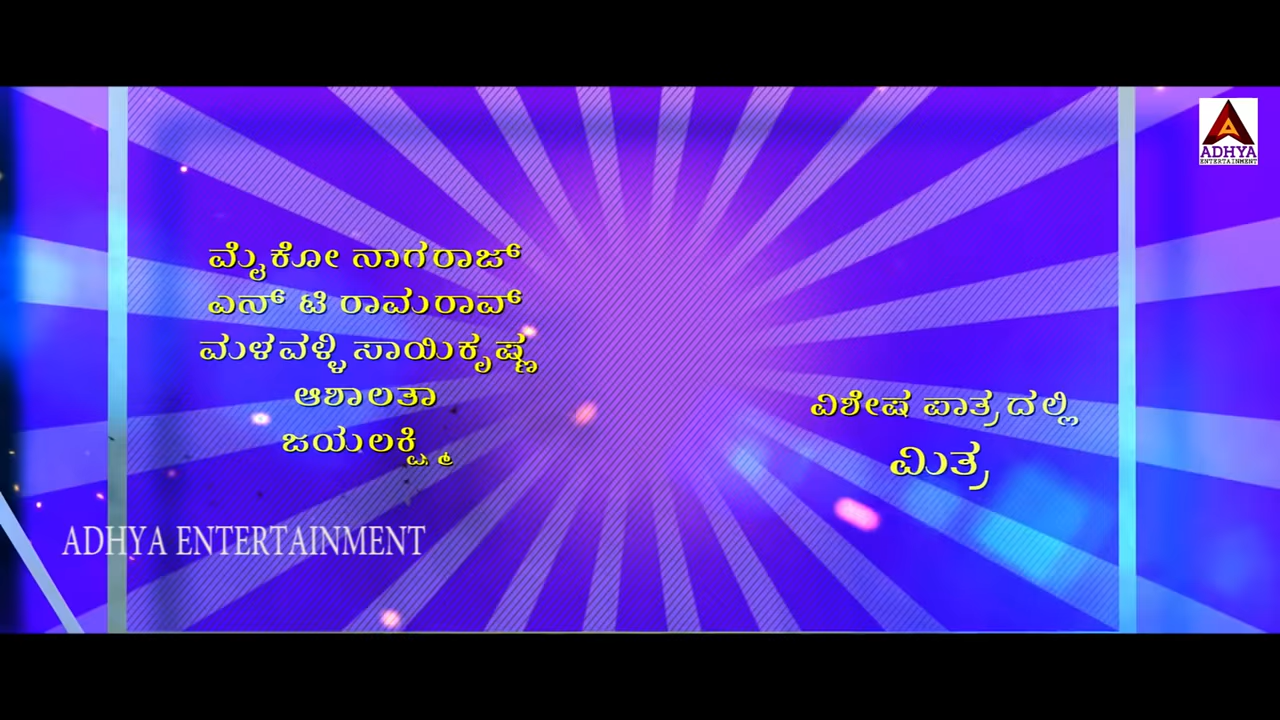 ADHYA
ENTERTAINMENT
ಮೈಕೋ ನಾಗರಾಜ್
ಎನ್ ಟಿ ರಾಮರಾವ್
ಮಳವಳ್ಳಿ ಸಾಯಿಕೃಷ್ಣ
ಆಶಾಲತಾ
ಜಯಲಕ್ಷ್ಮಿ
ವಿಶೇಷ ಪಾತ್ರದಲ್ಲಿ
ಮಿತ್ರ
ADHYA ENTERTAINMENT